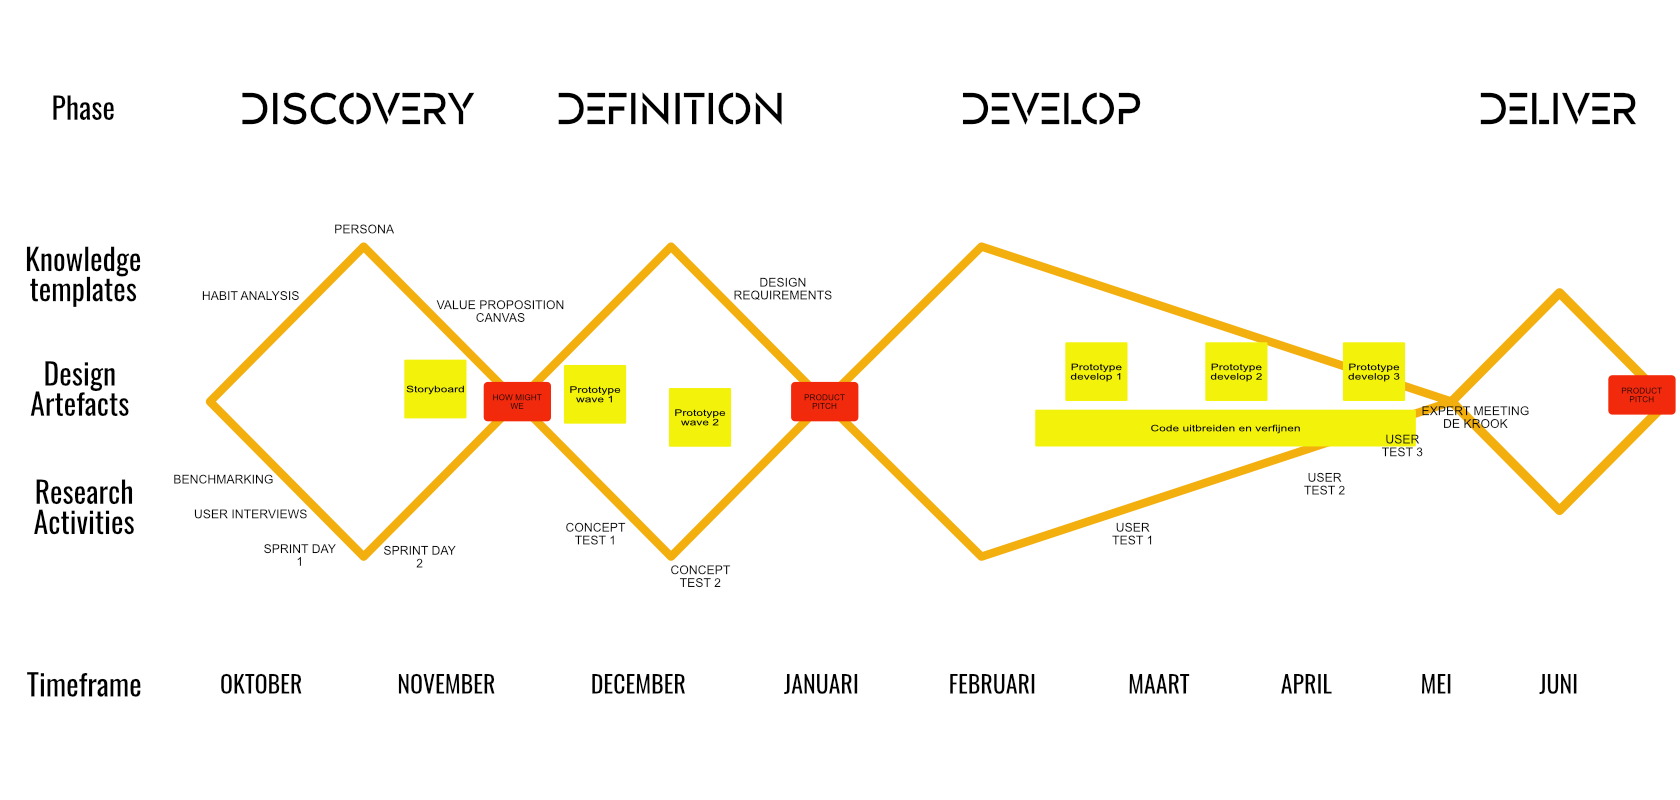 Phase
DISCOVERY
DEFINITION
DEVELOP
DELIVER
Knowledge
templates
PERSONA
HABIT ANALYSIS
VALUE PROPOSITION
CANVAS
DESIGN
REQUIREMENTS
Design
Artefacts
Storyboard
HOW MIGHT
WE
Prototype
wave 1
Prototype
wave 2
PRODUCT
PITCH
Prototype
develop 1
Prototype
develop 2
Prototype
develop 3
Code uitbreiden en verfijnen
EXPERT MEETING
DE KROOK
PRODUCT
PITCH
Research
Activities
BENCHMARKING
USER INTERVIEWS
SPRINT DAY
1
SPRINT DAY
2
CONCEPT
TEST 1
CONCEPT
TEST 2
USER
TEST 1
USER
TEST 2
USER
TEST 3
Timeframe
OKTOBER
NOVEMBER
DECEMBER
JANUARI
FEBRUARI
MAART
APRIL
MEI
JUNI